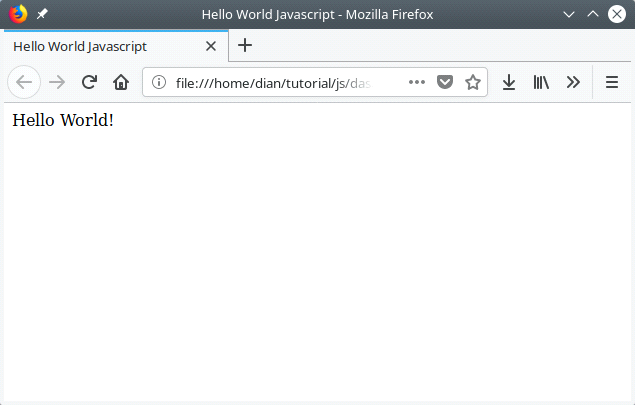 Hello World Javascript - Mozilla Firefox
Hello World Javascript
file:///home/dian/tutorial/js/das
Hello World!